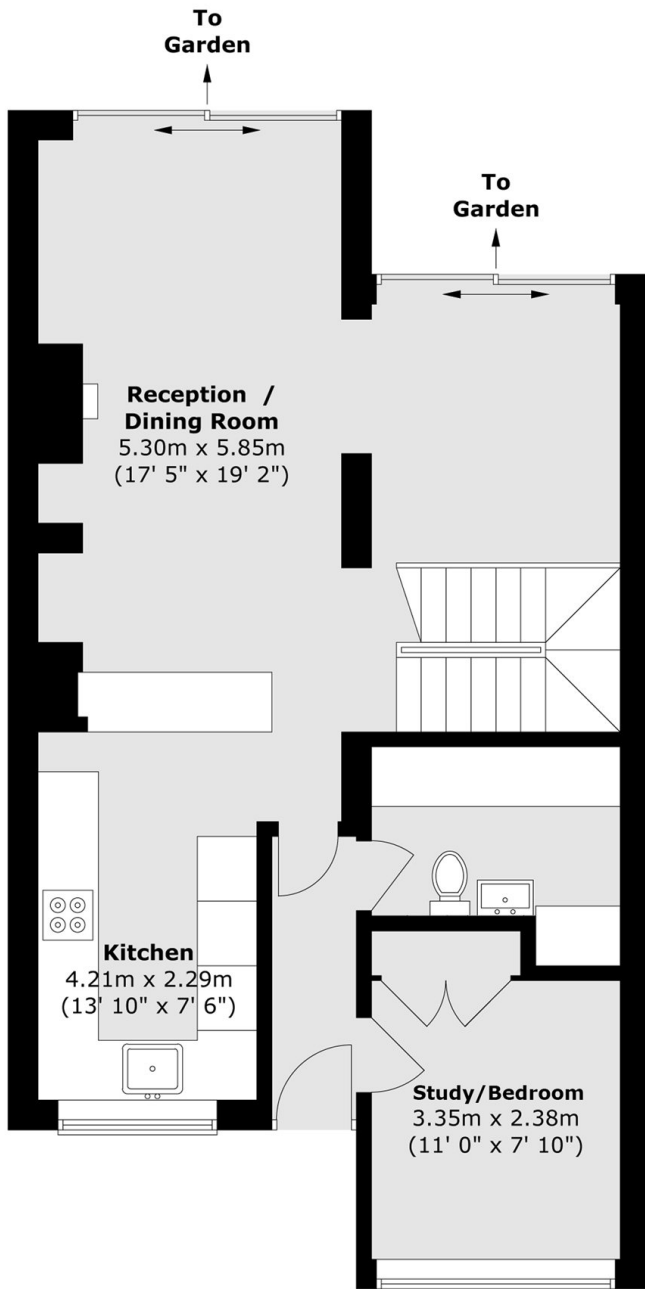 To
Garden
To
Garden
Reception /
Dining Room
5.30m x 5.85m
(17' 5" x 19' 2")
Kitchen
4.21m x 2.29m
(13' 10" x 7' 6")
Study/Bedroom
3.35m x 2.38m
(11' 0" x 7' 10")